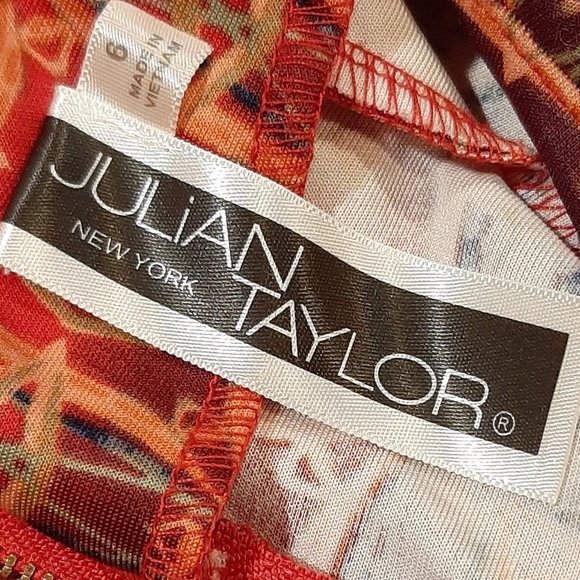 6
MADE IN
VIETNAM
JULiAN
NEW YORK
TAYLOR®